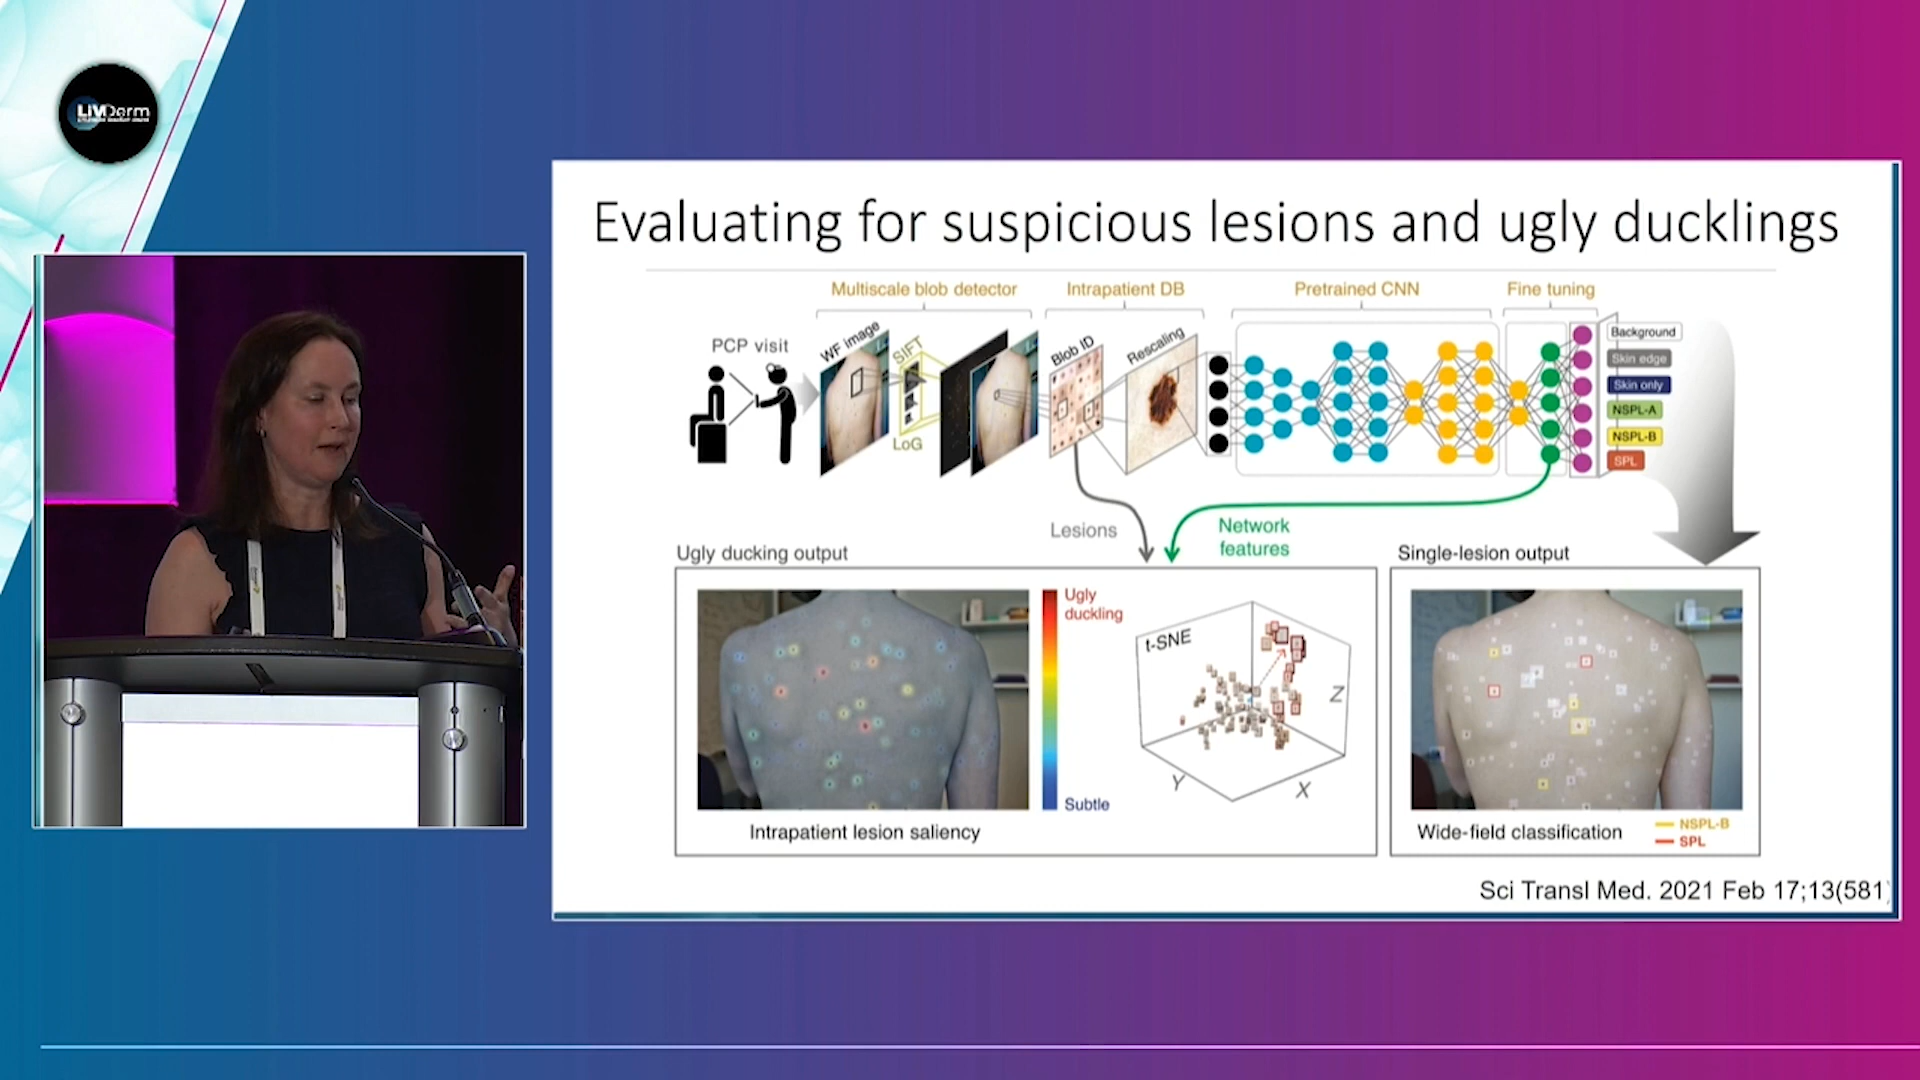 LiVDerm
Evaluating for suspicious lesions and ugly ducklings
Multiscale blob detector
Intrapatient DB
Pretrained CNN
Fine tuning
PCP visit
WF image
SIFT
LoG
Blob ID
Rescaling
Background
Skin edge
Skin only
NSPL-A
NSPL-B
SPL
Lesions
Network
features
Ugly ducking output
Single-lesion output
Ugly
duckling
Subtle
t-SNE
Z
Y
X
Intrapatient lesion saliency
Wide-field classification
NSPL-B
SPL
Sci Transl Med. 2021 Feb 17;13(581)